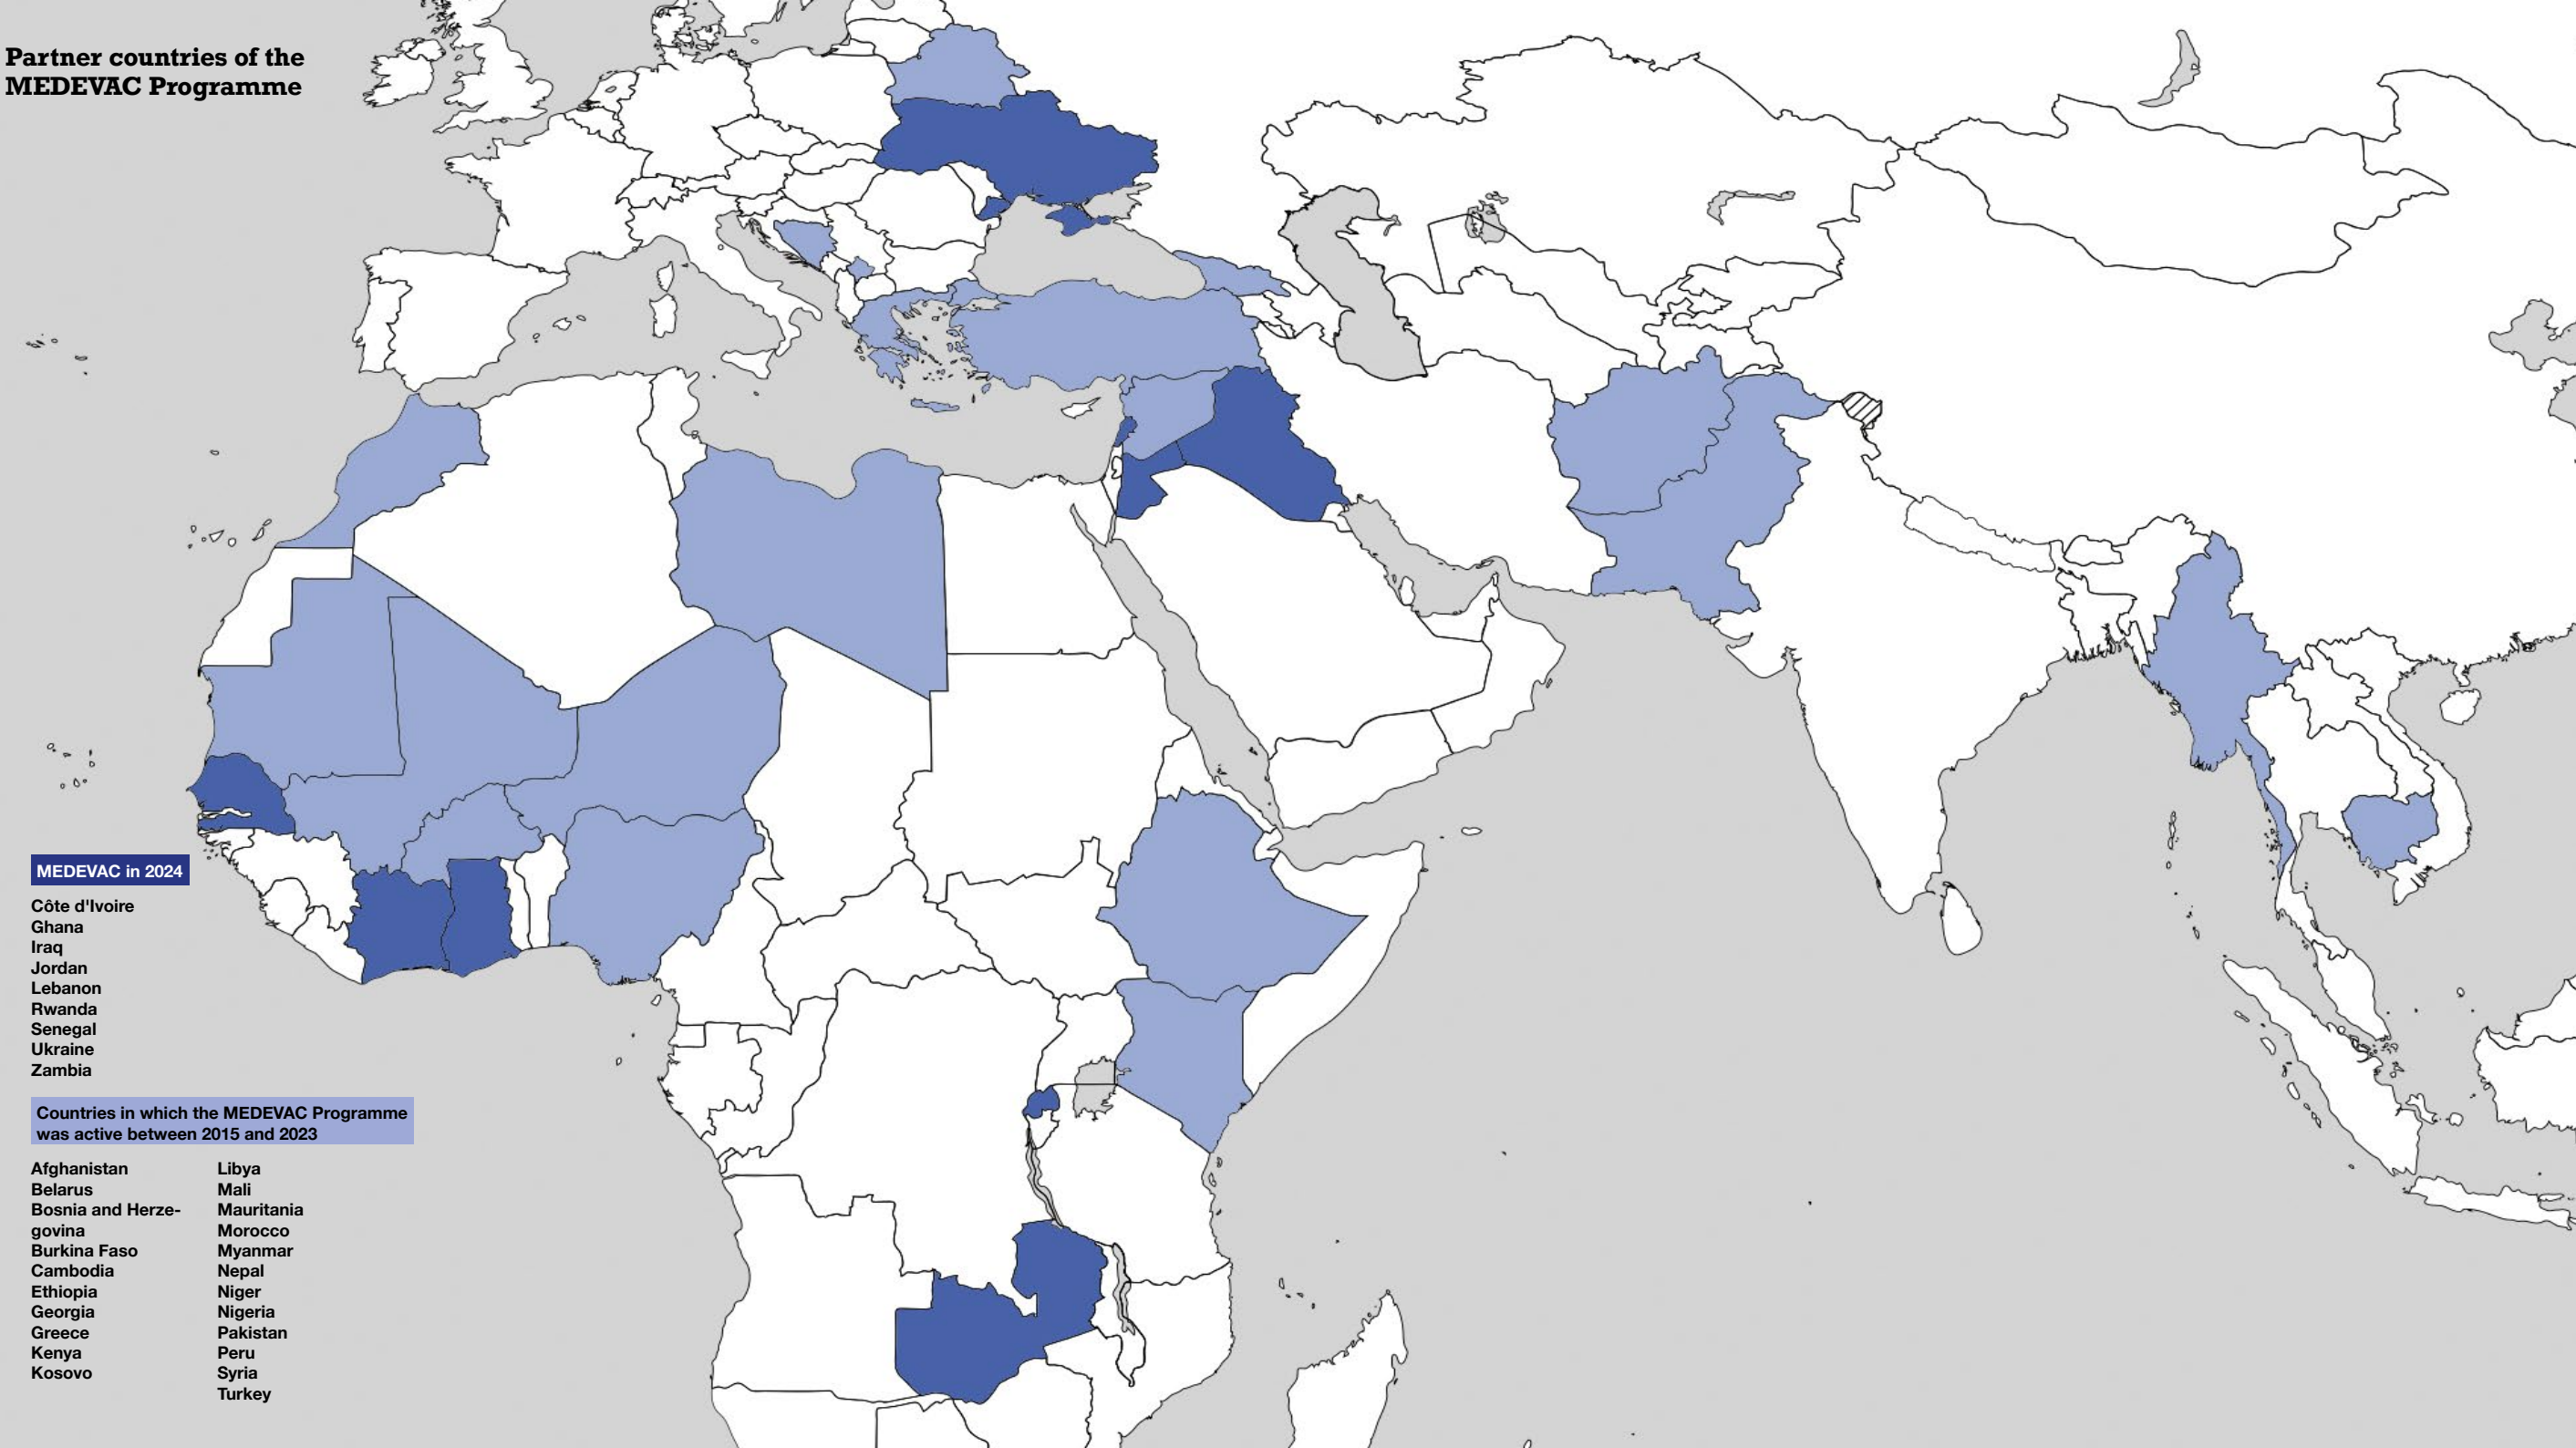 Partner countries of the
MEDEVAC Programme
MEDEVAC in 2024
Côte d'Ivoire
Ghana
Iraq
Jordan
Lebanon
Rwanda
Senegal
Ukraine
Zambia
Countries in which the MEDEVAC Programme
was active between 2015 and 2023
Afghanistan
Belarus
Bosnia and Herze-
govina
Burkina Faso
Cambodia
Ethiopia
Georgia
Greece
Kenya
Kosovo
Libya
Mali
Mauritania
Morocco
Myanmar
Nepal
Niger
Nigeria
Pakistan
Peru
Syria
Turkey